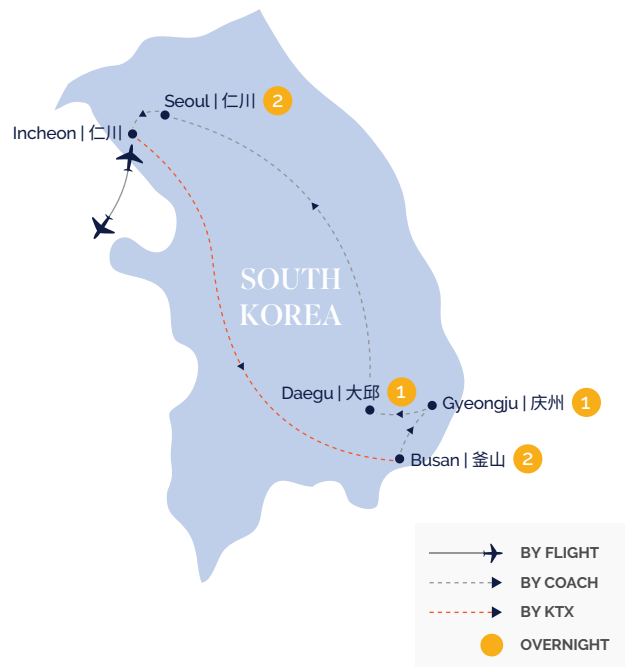 Seoul | 仁川 2
Incheon | 仁川
SOUTH
KOREA
Daegu | 大邱 1
Gyeongju | 庆州 1
Busan | 釜山 2
BY FLIGHT
BY COACH
BY KTX
OVERNIGHT